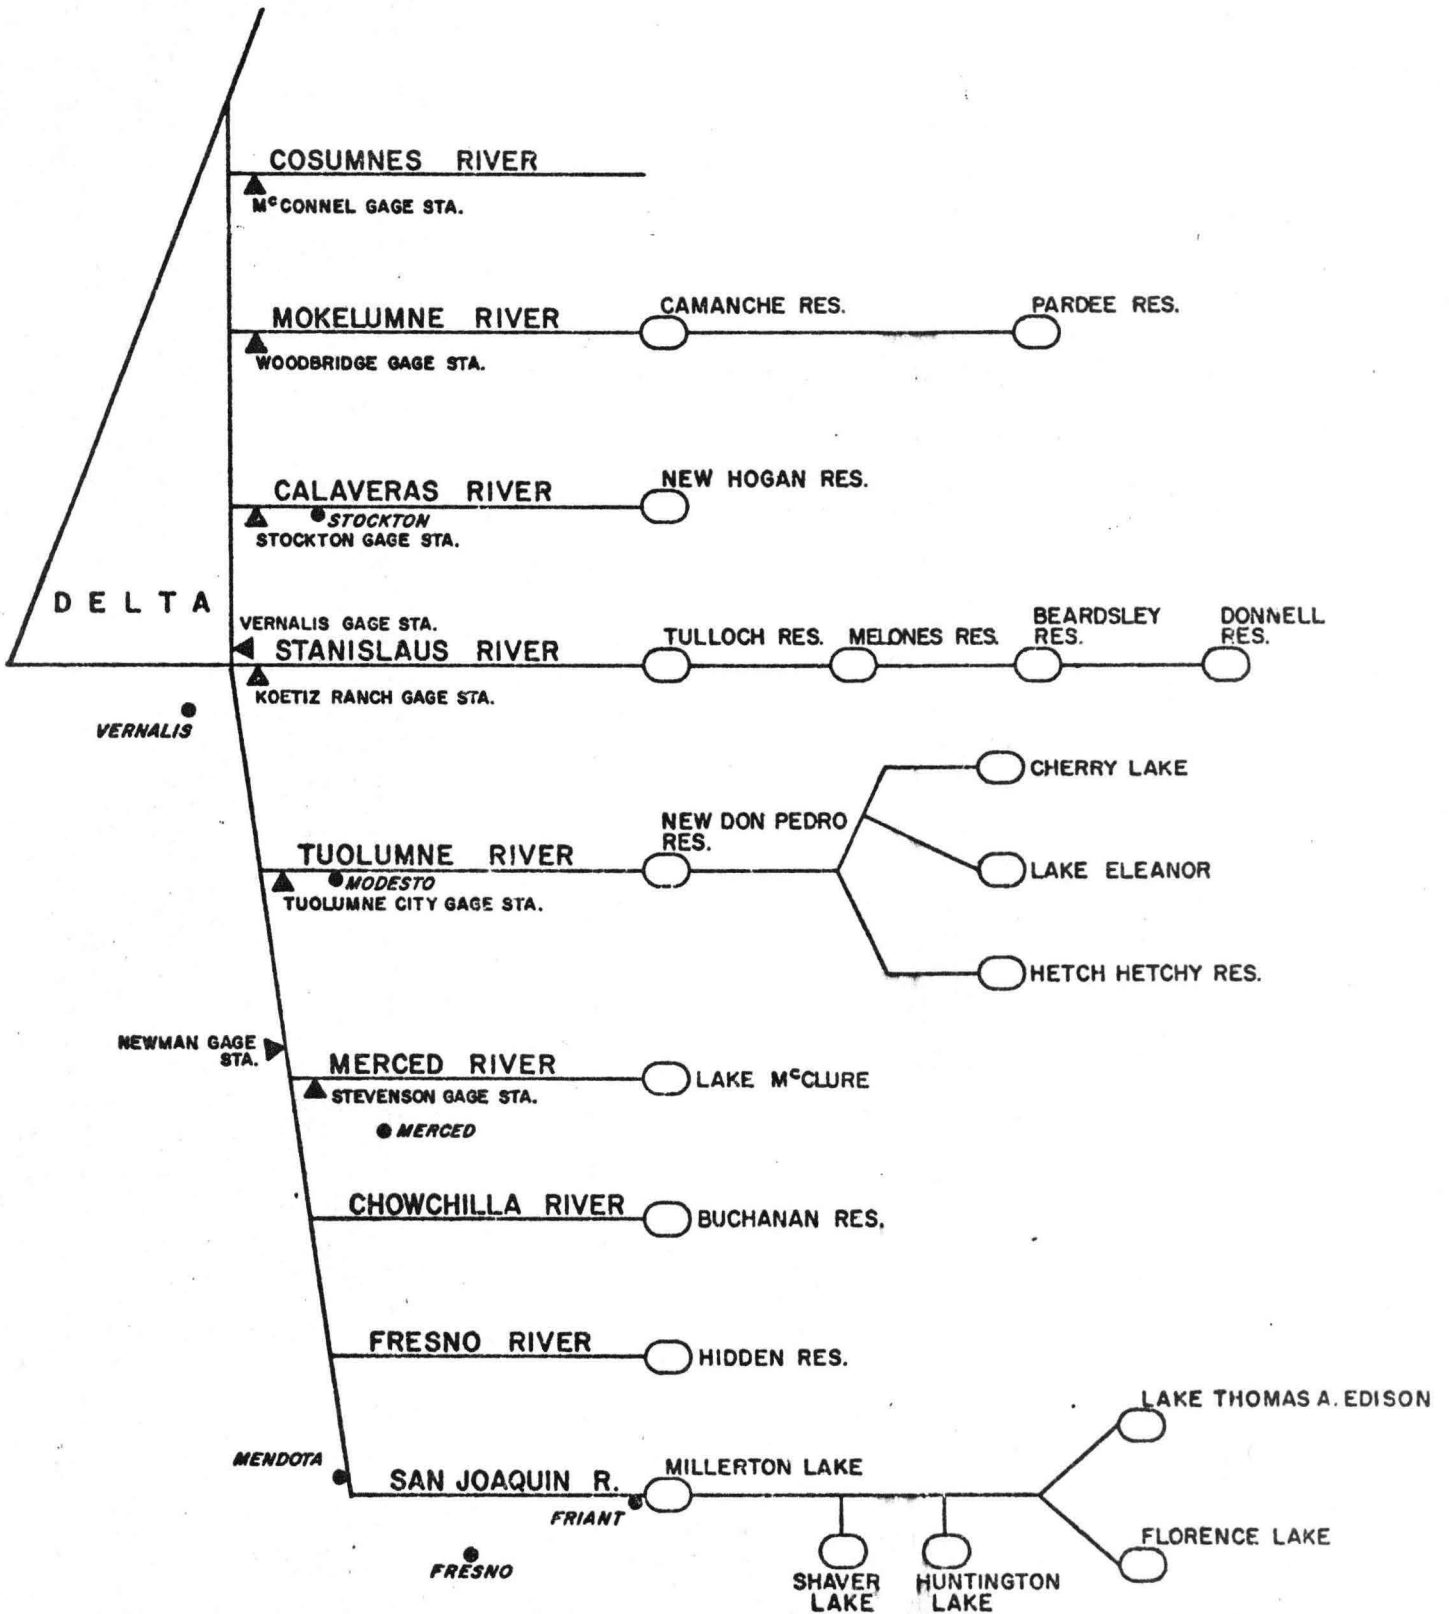 COSUMNES RIVER
McCONNEL GAGE STA.
MOKELUMNE RIVER
WOODBRIDGE GAGE STA.
CAMANCHE RES.
PARDEE RES.
CALAVERAS RIVER
STOCKTON
STOCKTON GAGE STA.
NEW HOGAN RES.
DELTA
VERNALIS GAGE STA.
STANISLAUS RIVER
KOETIZ RANCH GAGE STA.
TULLOCH RES.
MELONES RES.
BEARDSLEY
RES.
DONNELL
RES.
VERNALIS
TUOLUMNE RIVER
MODESTO
TUOLUMNE CITY GAGE STA.
NEW DON PEDRO
RES.
CHERRY LAKE
LAKE ELEANOR
HETCH HETCHY RES.
NEWMAN GAGE
STA.
MERCED RIVER
STEVENSON GAGE STA.
MERCED
LAKE McCLURE
CHOWCHILLA RIVER
BUCHANAN RES.
FRESNO RIVER
HIDDEN RES.
MENDOTA
SAN JOAQUIN R.
FRIANT
FRESNO
MILLERTON LAKE
SHAVER
LAKE
HUNTINGTON
LAKE
LAKE THOMAS A. EDISON
FLORENCE LAKE